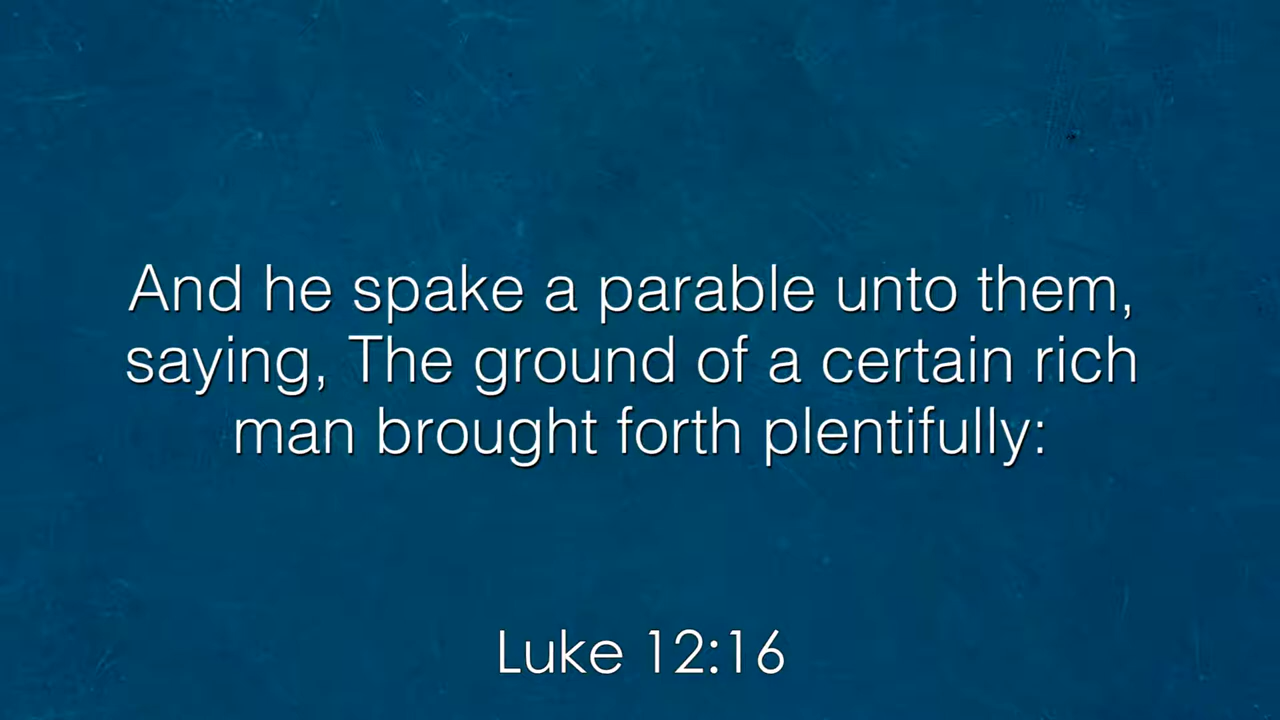 And he spake a parable unto them,
saying, The ground of a certain rich
man brought forth plentifully:
Luke 12:16